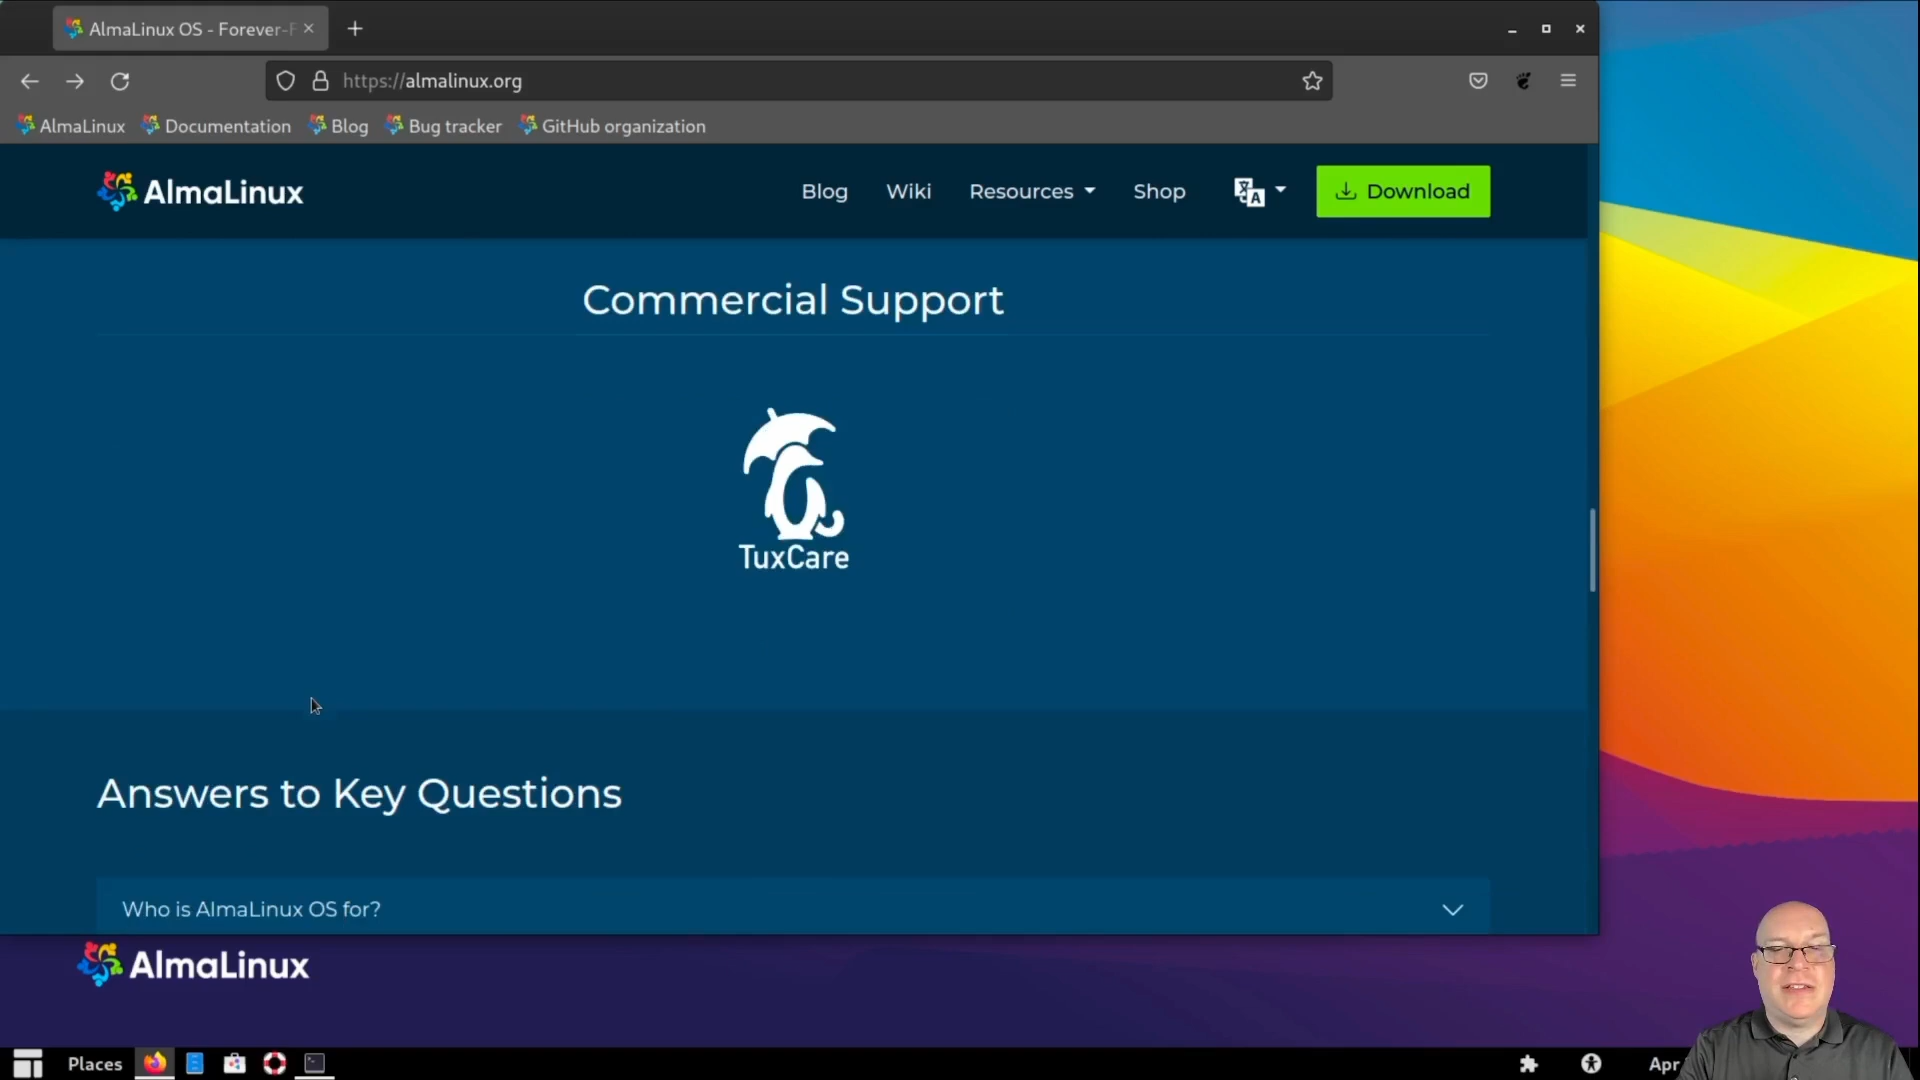 AlmaLinux OS - Forever-F
https://almalinux.org
AlmaLinux Documentation Blog Bug tracker GitHub organization
AlmaLinux Blog Wiki Resources Shop Download
Commercial Support
TuxCare
Answers to Key Questions
Who is AlmaLinux OS for?
AlmaLinux
Places Apr